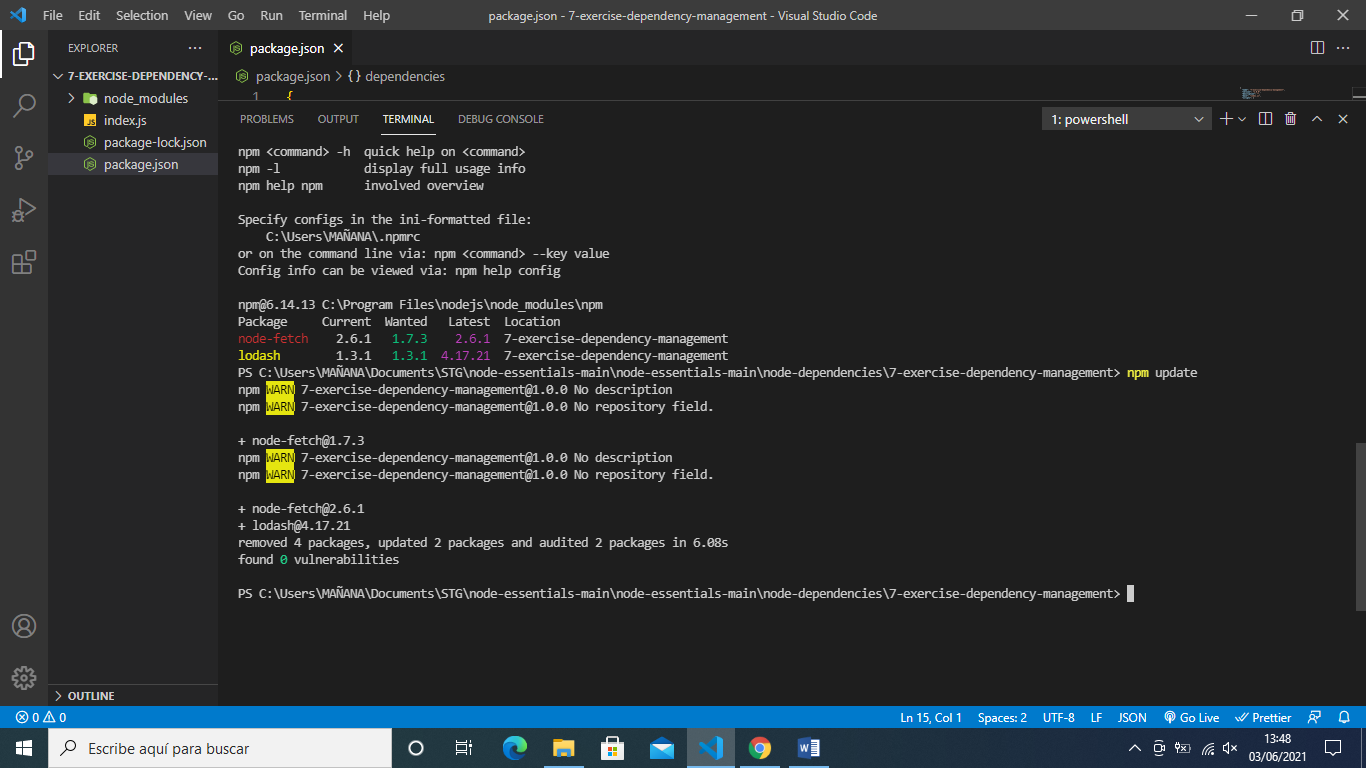 File Edit Selection View Go Run Terminal Help package.json - 7-exercise-dependency-management - Visual Studio Code
EXPLORER
7-EXERCISE-DEPENDENCY-...
node_modules
index.js
package-lock.json
package.json
OUTLINE
package.json
package.json > {} dependencies
1 {
PROBLEMS OUTPUT TERMINAL DEBUG CONSOLE 1: powershell
npm <command> -h quick help on <command>
npm -l display full usage info
npm help npm involved overview
Specify configs in the ini-formatted file:
C:\Users\MAÑANA\.npmrc
or on the command line via: npm <command> --key value
Config info can be viewed via: npm help config
npm@6.14.13 C:\Program Files\nodejs\node_modules\npm
Package Current Wanted Latest Location
node-fetch 2.6.1 1.7.3 2.6.1 7-exercise-dependency-management
lodash 1.3.1 1.3.1 4.17.21 7-exercise-dependency-management
PS C:\Users\MAÑANA\Documents\STG\node-essentials-main\node-essentials-main\node-dependencies\7-exercise-dependency-management> npm update
npm WARN 7-exercise-dependency-management@1.0.0 No description
npm WARN 7-exercise-dependency-management@1.0.0 No repository field.
+ node-fetch@1.7.3
npm WARN 7-exercise-dependency-management@1.0.0 No description
npm WARN 7-exercise-dependency-management@1.0.0 No repository field.
+ node-fetch@2.6.1
+ lodash@4.17.21
removed 4 packages, updated 2 packages and audited 2 packages in 6.08s
found 0 vulnerabilities
PS C:\Users\MAÑANA\Documents\STG\node-essentials-main\node-essentials-main\node-dependencies\7-exercise-dependency-management>
0 0 Ln 15, Col 1 Spaces: 2 UTF-8 LF JSON Go Live Prettier
Escribe aquí para buscar
13:48
03/06/2021